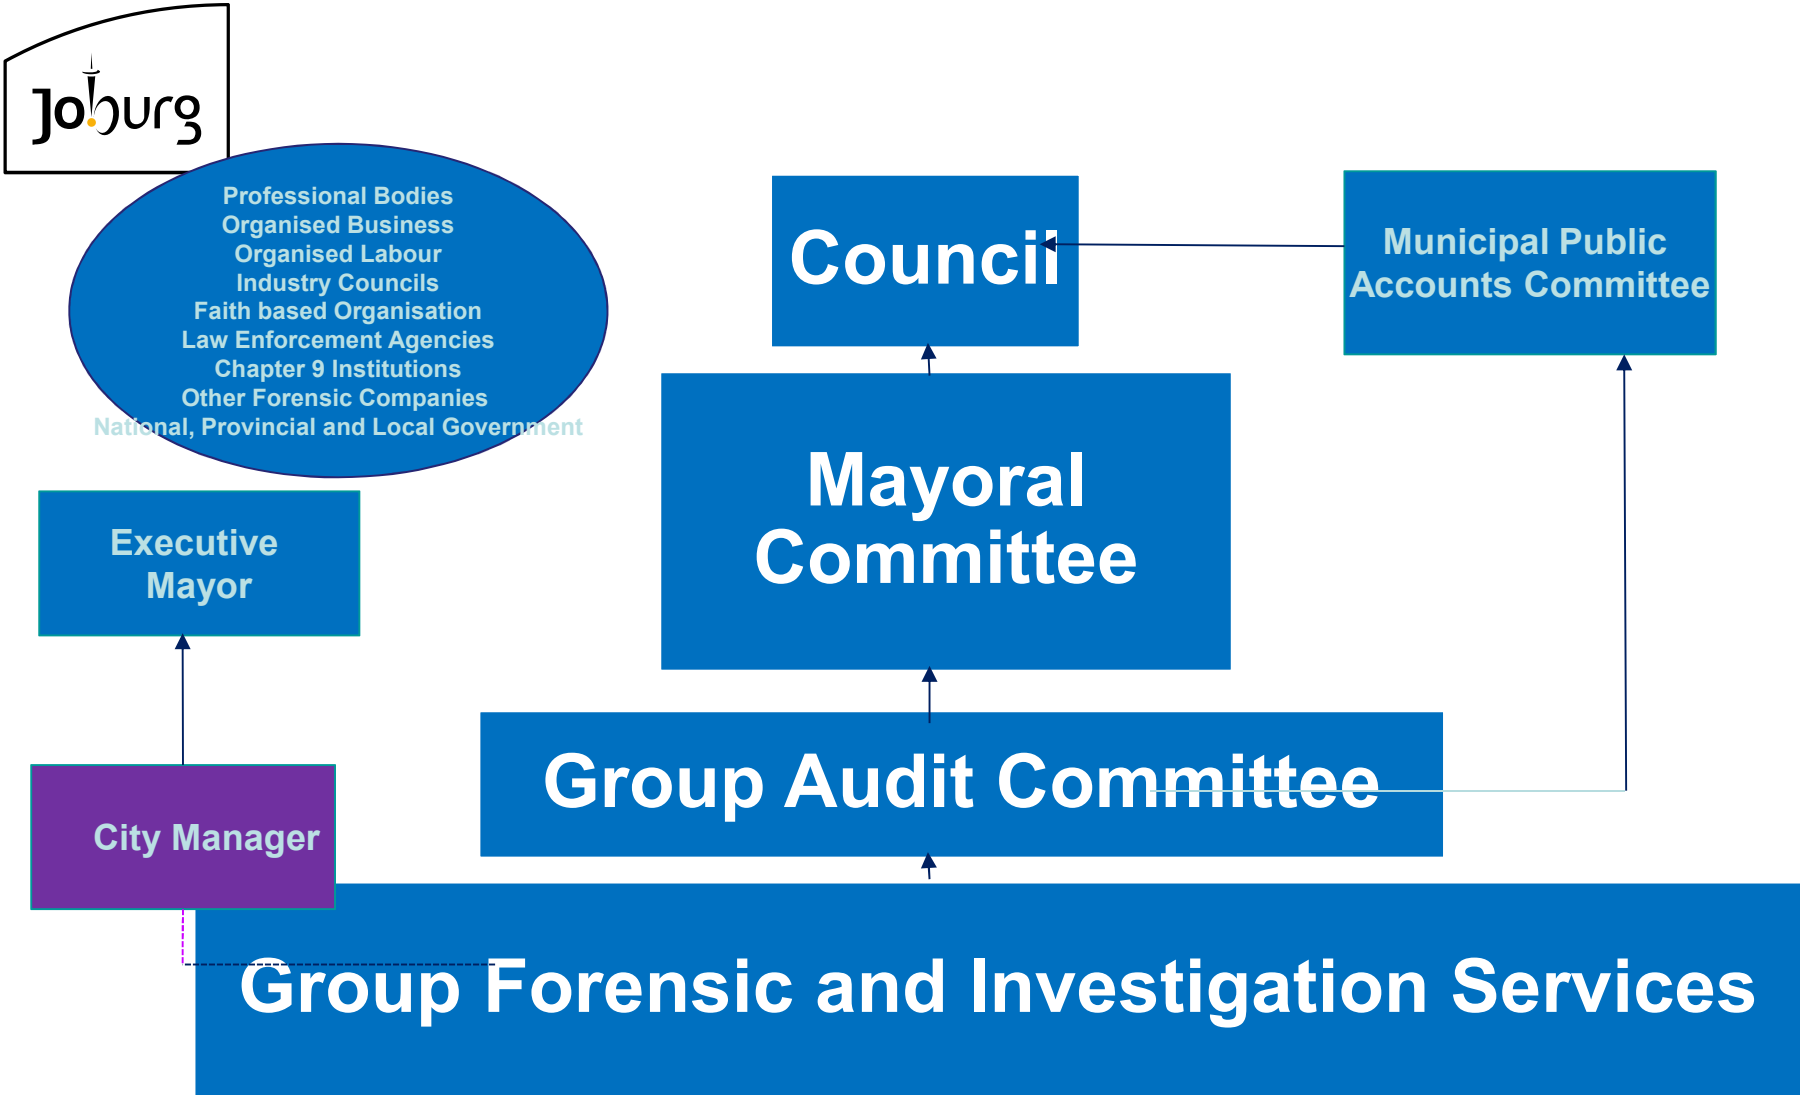 Joburg
Professional Bodies
Organised Business
Organised Labour
Industry Councils
Faith based Organisation
Law Enforcement Agencies
Chapter 9 Institutions
Other Forensic Companies
National, Provincial and Local Government
Council
Municipal Public
Accounts Committee
Mayoral
Committee
Executive
Mayor
Group Audit Committee
City Manager
Group Forensic and Investigation Services